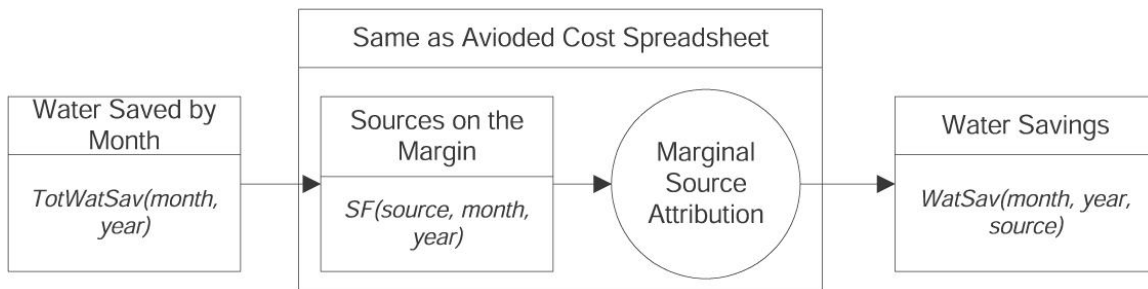 Same as Avioded Cost Spreadsheet
Water Saved by
Month
TotWatSav(month,
year)
Sources on the
Margin
SF(source, month,
year)
Marginal
Source
Attribution
Water Savings
WatSav(month, year,
source)